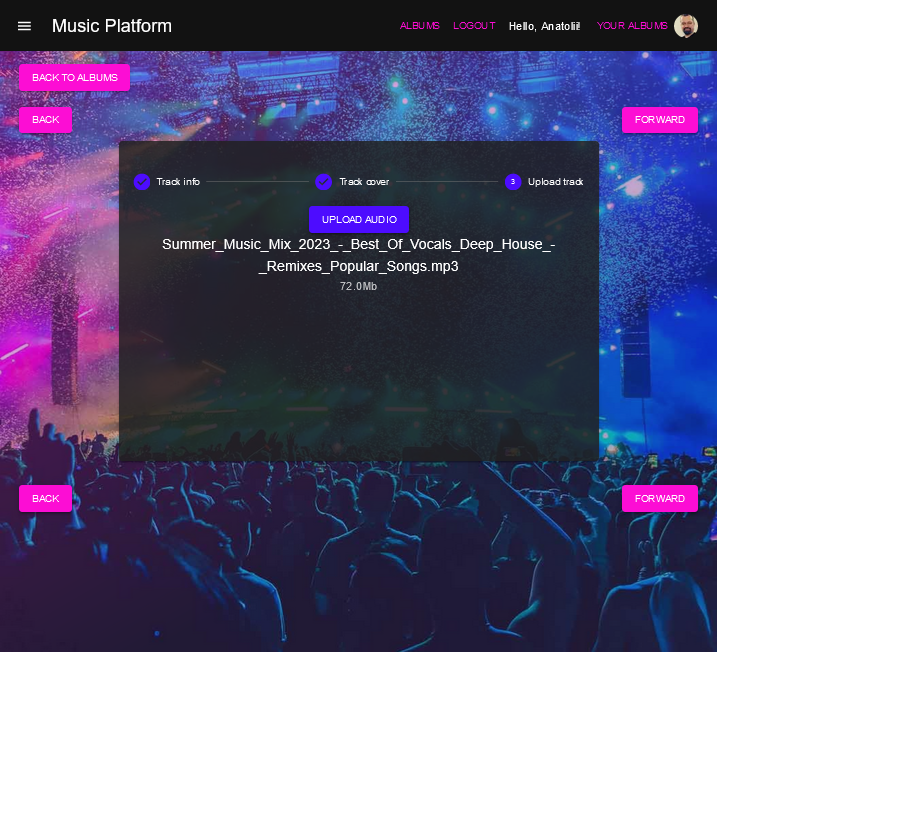 Music Platform
ALBUMS LOGOUT Hello, Anatolii! YOUR ALBUMS
BACK TO ALBUMS
BACK FORWARD
Track info Track cover 3 Upload track
UPLOAD AUDIO
Summer_Music_Mix_2023_-_Best_Of_Vocals_Deep_House_-
_Remixes_Popular_Songs.mp3
72.0Mb
BACK FORWARD